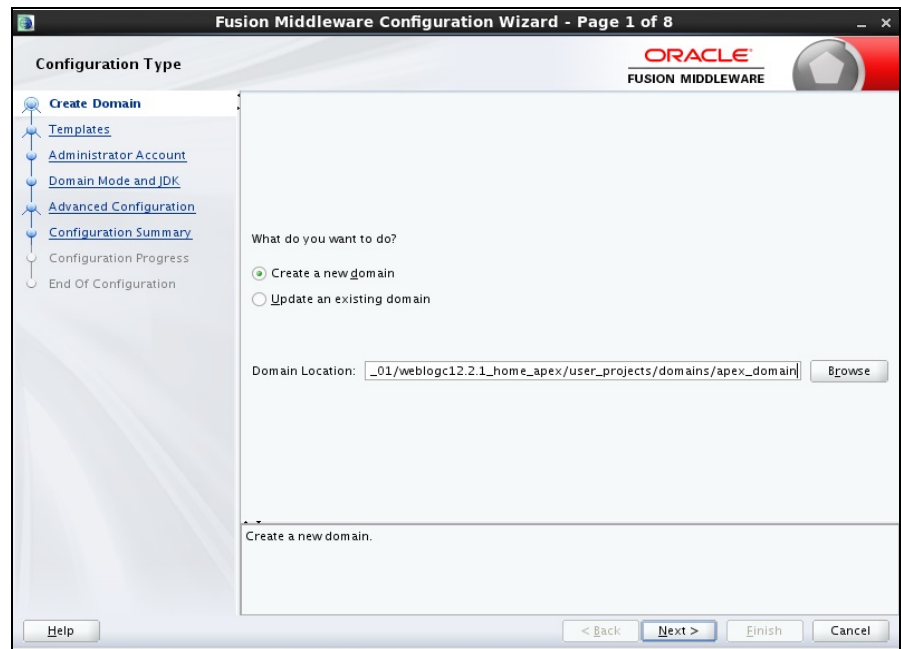 Fusion Middleware Configuration Wizard - Page 1 of 8
Configuration Type
ORACLE
FUSION MIDDLEWARE
Create Domain
Templates
Administrator Account
Domain Mode and JDK
Advanced Configuration
Configuration Summary
Configuration Progress
End Of Configuration
What do you want to do?
Create a new domain
Update an existing domain
Domain Location: _01/weblogc12.2.1_home_apex/user_projects/domains/apex_domain Browse
Create a new domain.
Help < Back Next > Finish Cancel